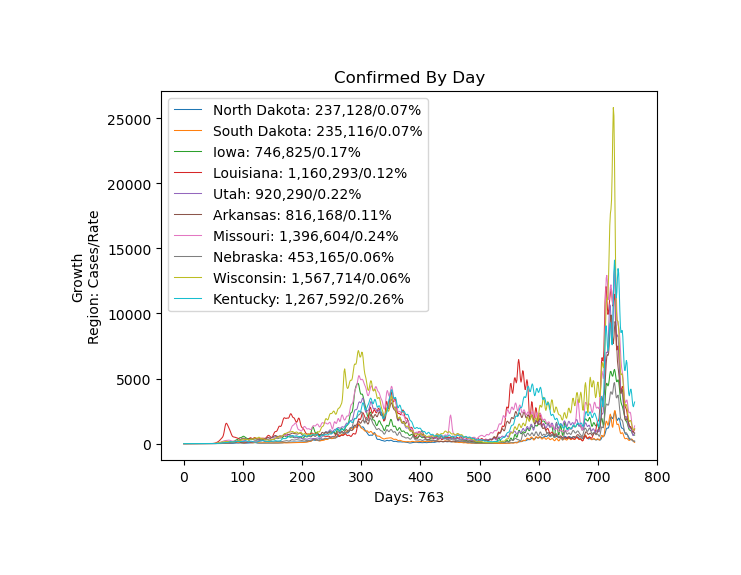 Confirmed By Day
North Dakota: 237,128/0.07%
South Dakota: 235,116/0.07%
Iowa: 746,825/0.17%
Louisiana: 1,160,293/0.12%
Utah: 920,290/0.22%
Arkansas: 816,168/0.11%
Missouri: 1,396,604/0.24%
Nebraska: 453,165/0.06%
Wisconsin: 1,567,714/0.06%
Kentucky: 1,267,592/0.26%
Growth
Region: Cases/Rate
25000
20000
15000
10000
5000
0
0 100 200 300 400 500 600 700 800
Days: 763